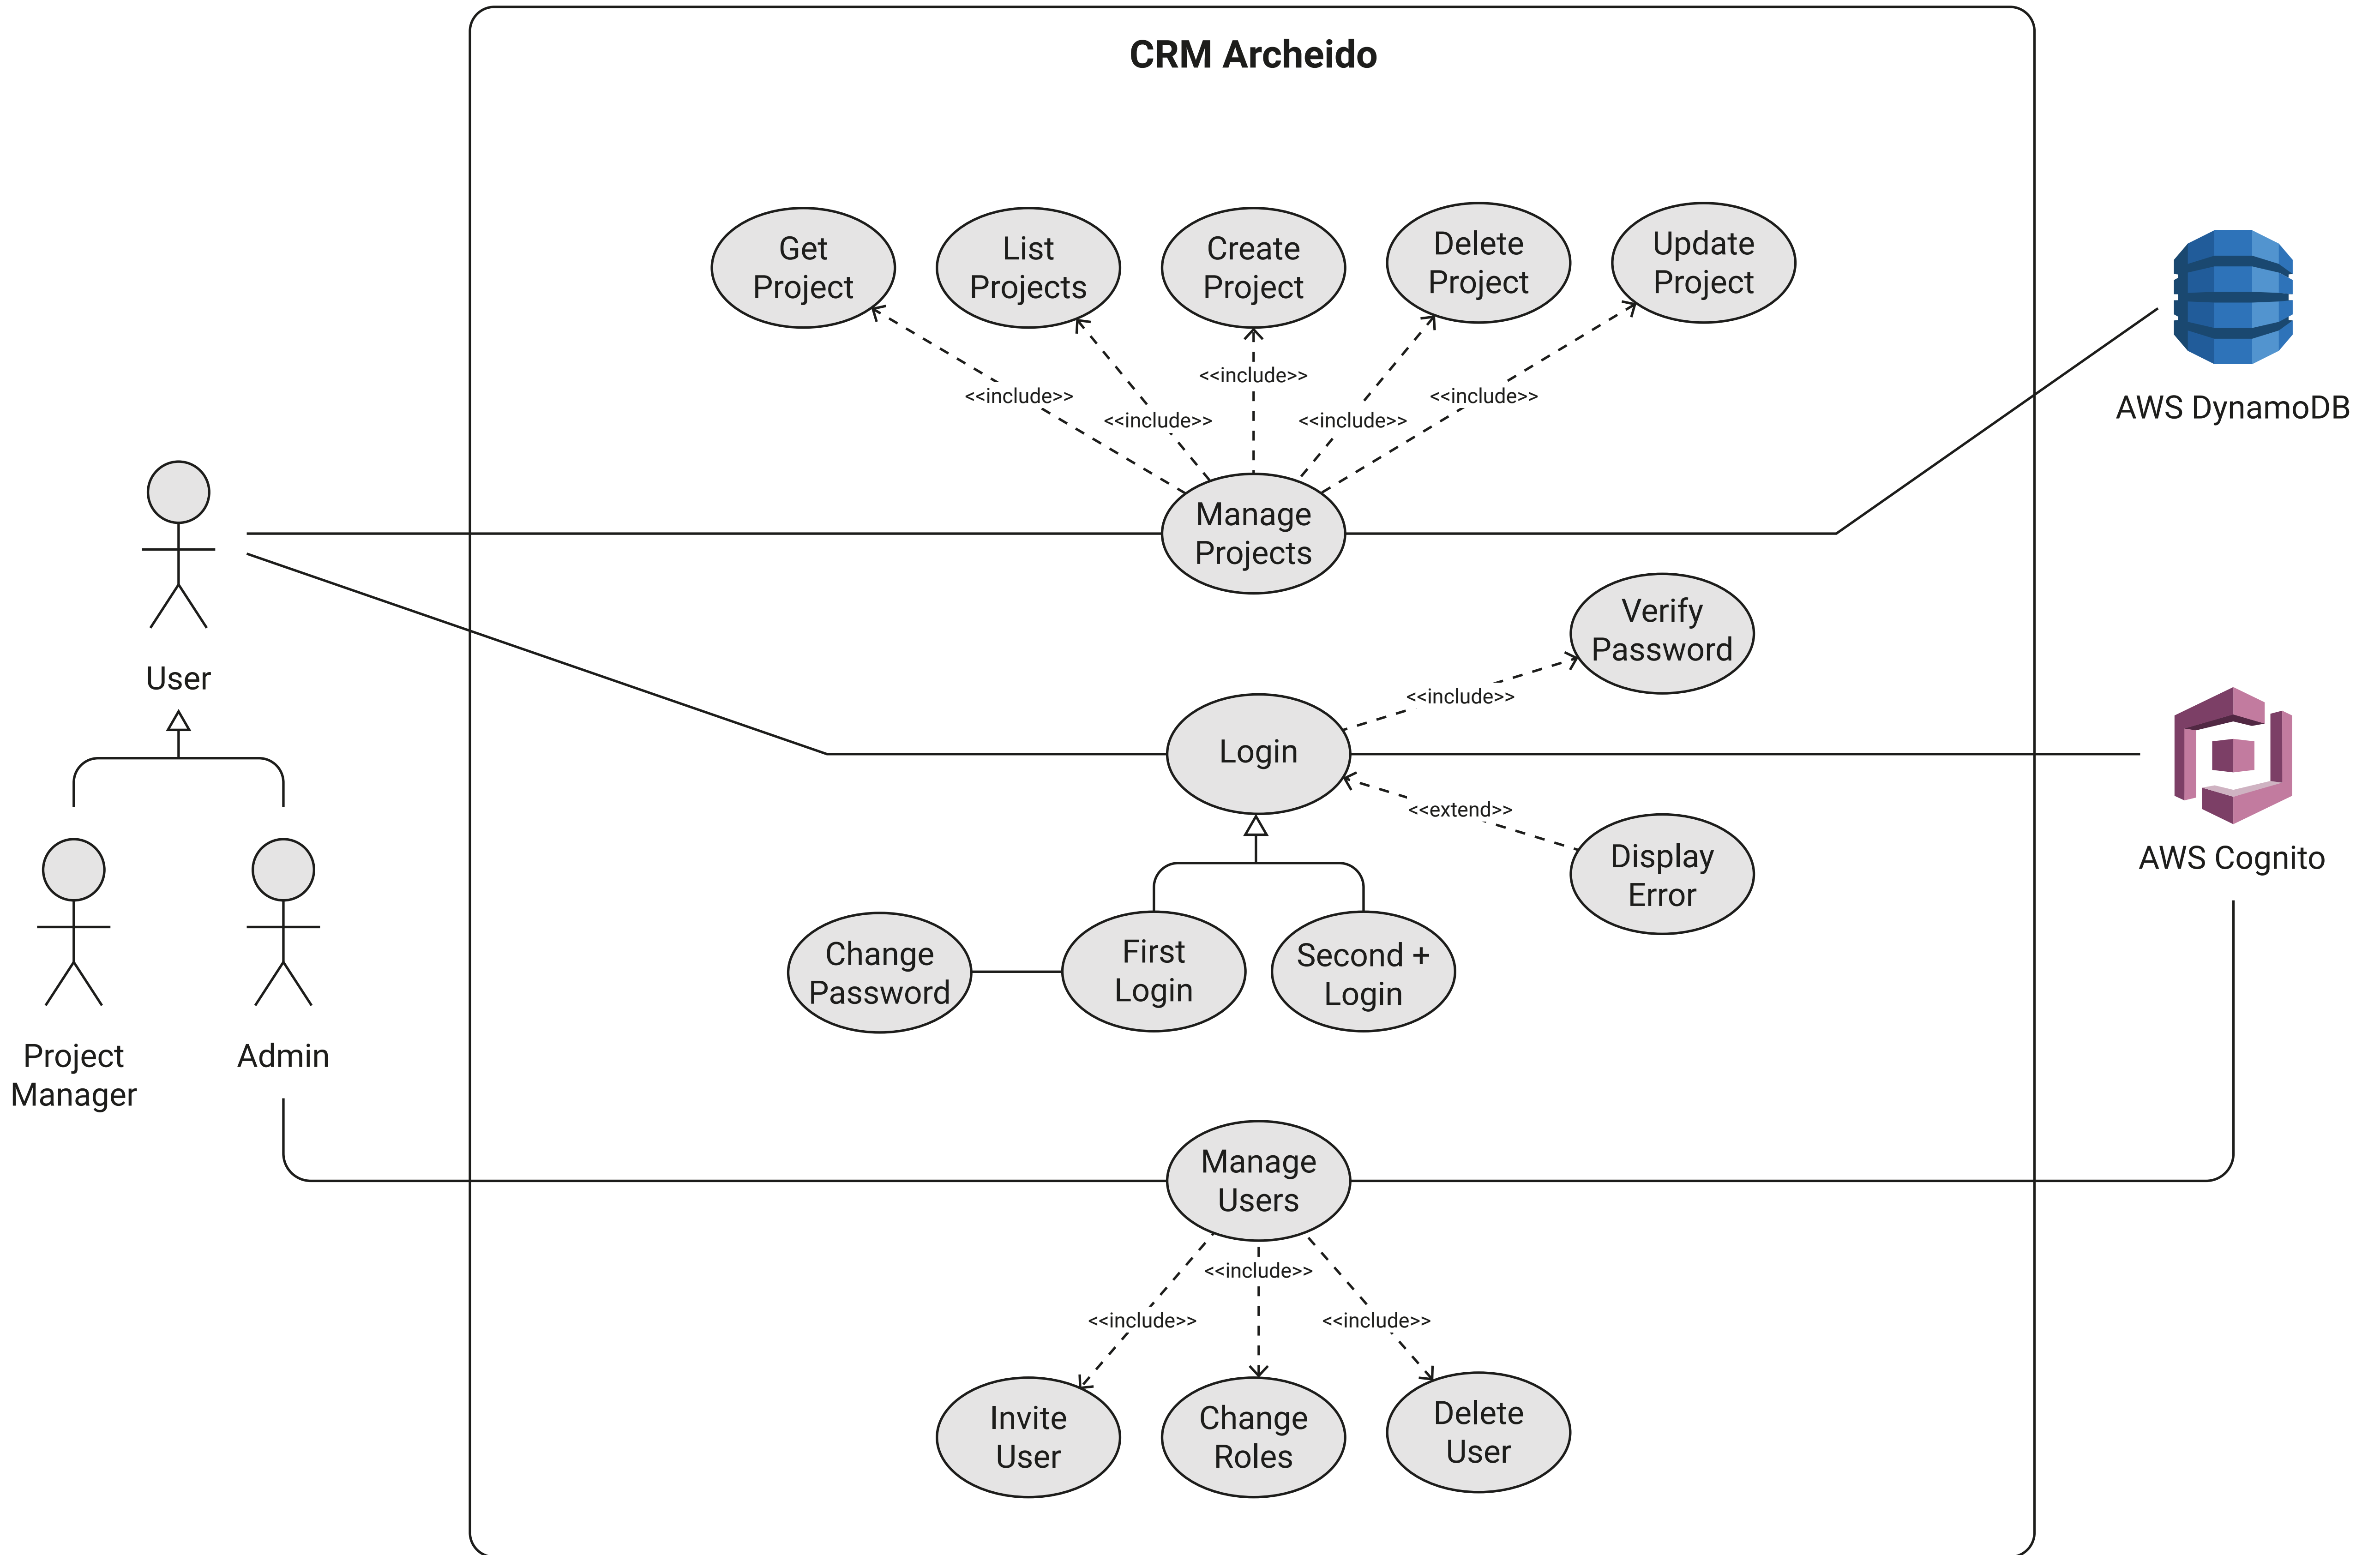 CRM Archeido
Get
Project
List
Projects
Create
Project
Delete
Project
Update
Project
<<include>>
<<include>>
<<include>>
<<include>>
<<include>>
AWS DynamoDB
Manage
Projects
User
Verify
Password
<<include>>
Login
<<extend>>
Display
Error
AWS Cognito
Change
Password
First
Login
Second +
Login
Project
Manager
Admin
Manage
Users
<<include>>
<<include>>
<<include>>
Invite
User
Change
Roles
Delete
User